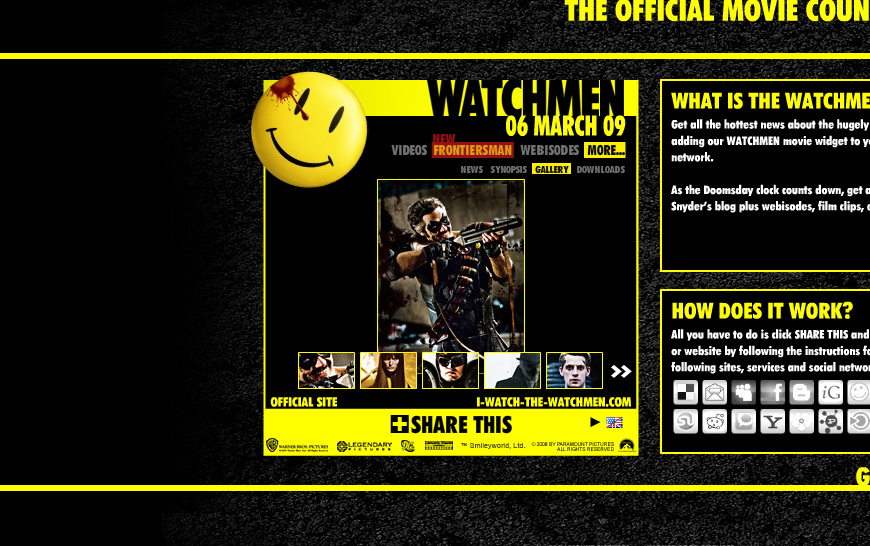 THE OFFICIAL MOVIE COUN
WATCHMEN
06 MARCH 09
NEW
VIDEOS FRONTIERSMAN WEBISODES MORE...
NEWS SYNOPSIS GALLERY DOWNLOADS
OFFICIAL SITE I-WATCH-THE-WATCHMEN.COM
SHARE THIS
WARNER BROS. PICTURES LEGENDARY PICTURES DC ™ Smileyworld, Ltd. © 2008 BY PARAMOUNT PICTURES
ALL RIGHTS RESERVED
WHAT IS THE WATCHME
Get all the hottest news about the hugely
adding our WATCHMEN movie widget to y
network.
As the Doomsday clock counts down, get a
Snyder's blog plus webisodes, film clips,
HOW DOES IT WORK?
All you have to do is click SHARE THIS and
or website by following the instructions fo
following sites, services and social networ
iG
G